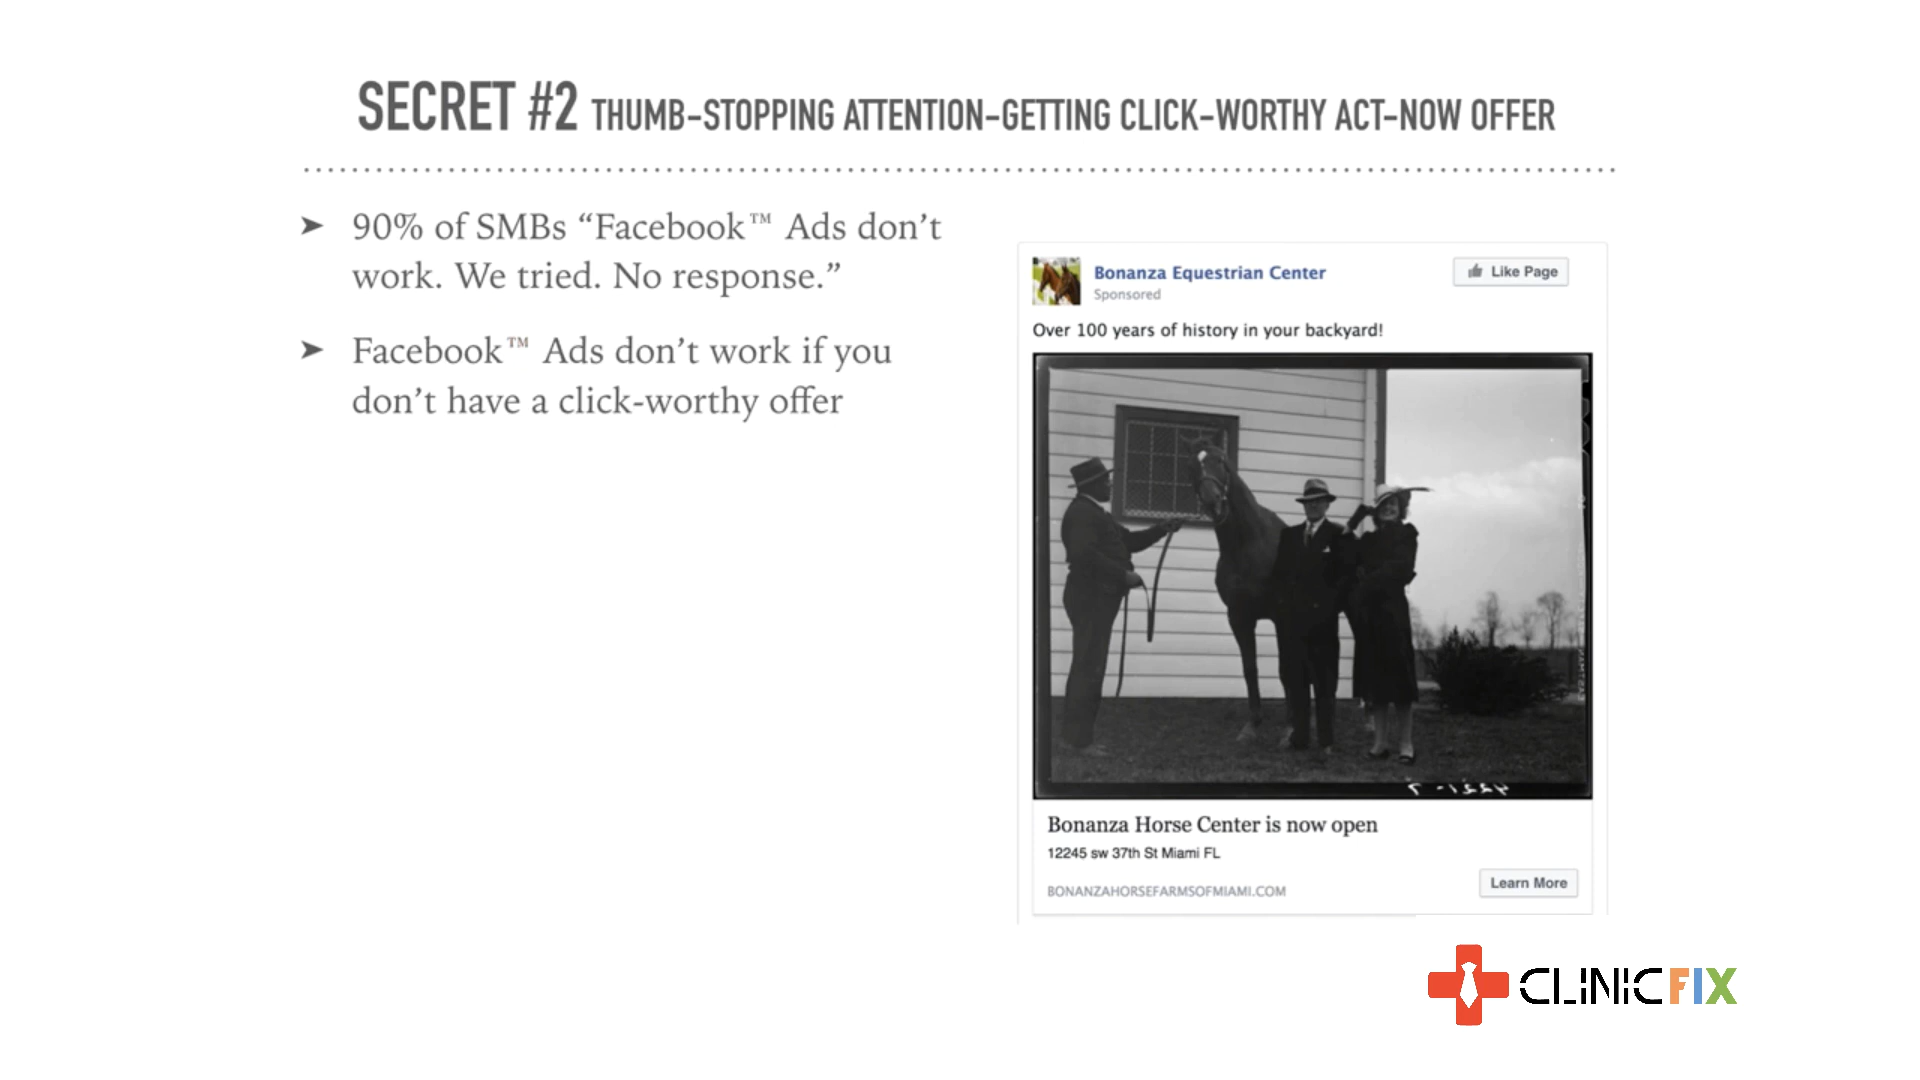 SECRET #2 THUMB-STOPPING ATTENTION-GETTING CLICK-WORTHY ACT-NOW OFFER
➤ 90% of SMBs “Facebook™ Ads don’t
work. We tried. No response.”
➤ Facebook™ Ads don’t work if you
don’t have a click-worthy offer
Bonanza Equestrian Center
Sponsored
Like Page
Over 100 years of history in your backyard!
Bonanza Horse Center is now open
12245 sw 37th St Miami FL
BONANZAHORSEFARMSOFMIAMI.COM
Learn More
CLINICFIX